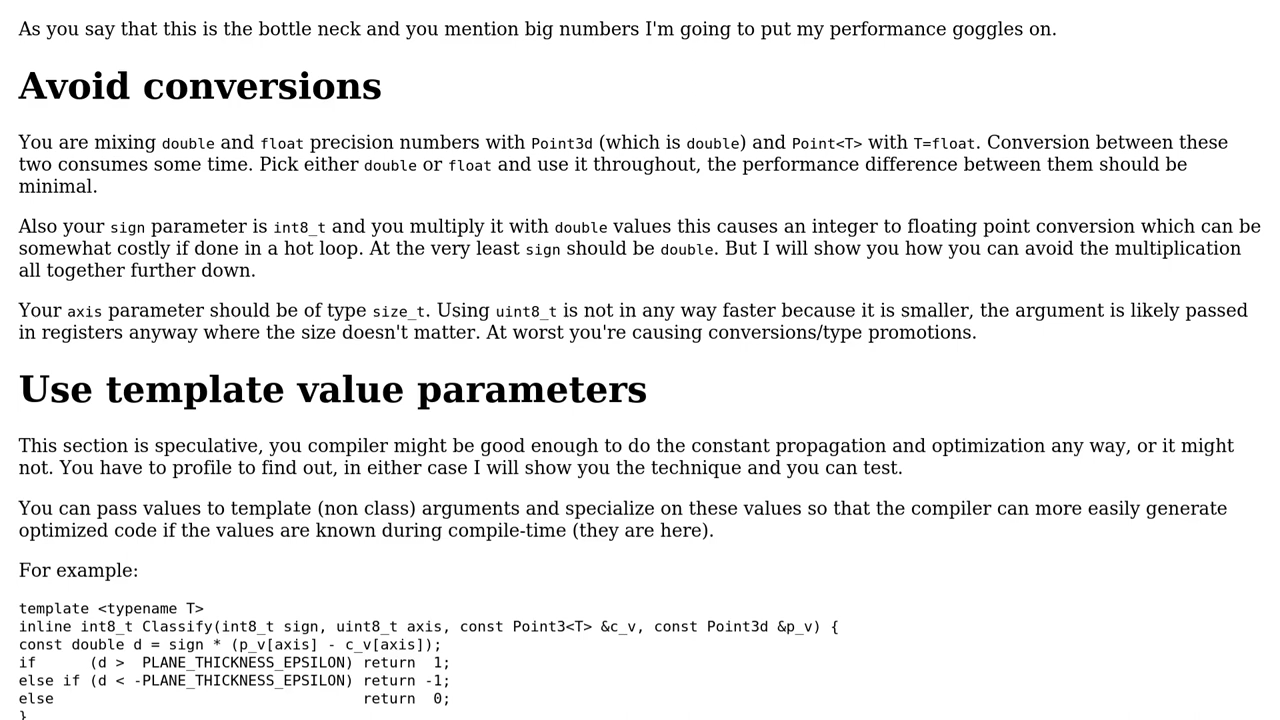 As you say that this is the bottle neck and you mention big numbers I'm going to put my performance goggles on.
Avoid conversions
You are mixing double and float precision numbers with Point3d (which is double) and Point<T> with T=float. Conversion between these
two consumes some time. Pick either double or float and use it throughout, the performance difference between them should be
minimal.
Also your sign parameter is int8_t and you multiply it with double values this causes an integer to floating point conversion which can be
somewhat costly if done in a hot loop. At the very least sign should be double. But I will show you how you can avoid the multiplication
all together further down.
Your axis parameter should be of type size_t. Using uint8_t is not in any way faster because it is smaller, the argument is likely passed
in registers anyway where the size doesn't matter. At worst you're causing conversions/type promotions.
Use template value parameters
This section is speculative, you compiler might be good enough to do the constant propagation and optimization any way, or it might
not. You have to profile to find out, in either case I will show you the technique and you can test.
You can pass values to template (non class) arguments and specialize on these values so that the compiler can more easily generate
optimized code if the values are known during compile-time (they are here).
For example:
template <typename T>
inline int8_t Classify(int8_t sign, uint8_t axis, const Point3<T> &c_v, const Point3d &p_v) {
const double d = sign * (p_v[axis] - c_v[axis]);
if      (d >  PLANE_THICKNESS_EPSILON) return  1;
else if (d < -PLANE_THICKNESS_EPSILON) return -1;
else                                   return  0;
}